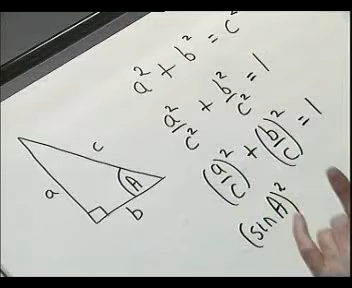 a² + b² = c²
a²/c² + b²/c² = 1
(a/c)² + (b/c)² = 1
(sin A)²
c
a
A
b